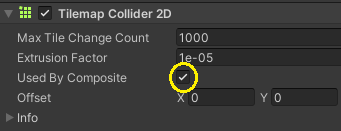 Tilemap Collider 2D
Max Tile Change Count 1000
Extrusion Factor 1e-05
Used By Composite
Offset X 0 Y 0
Info